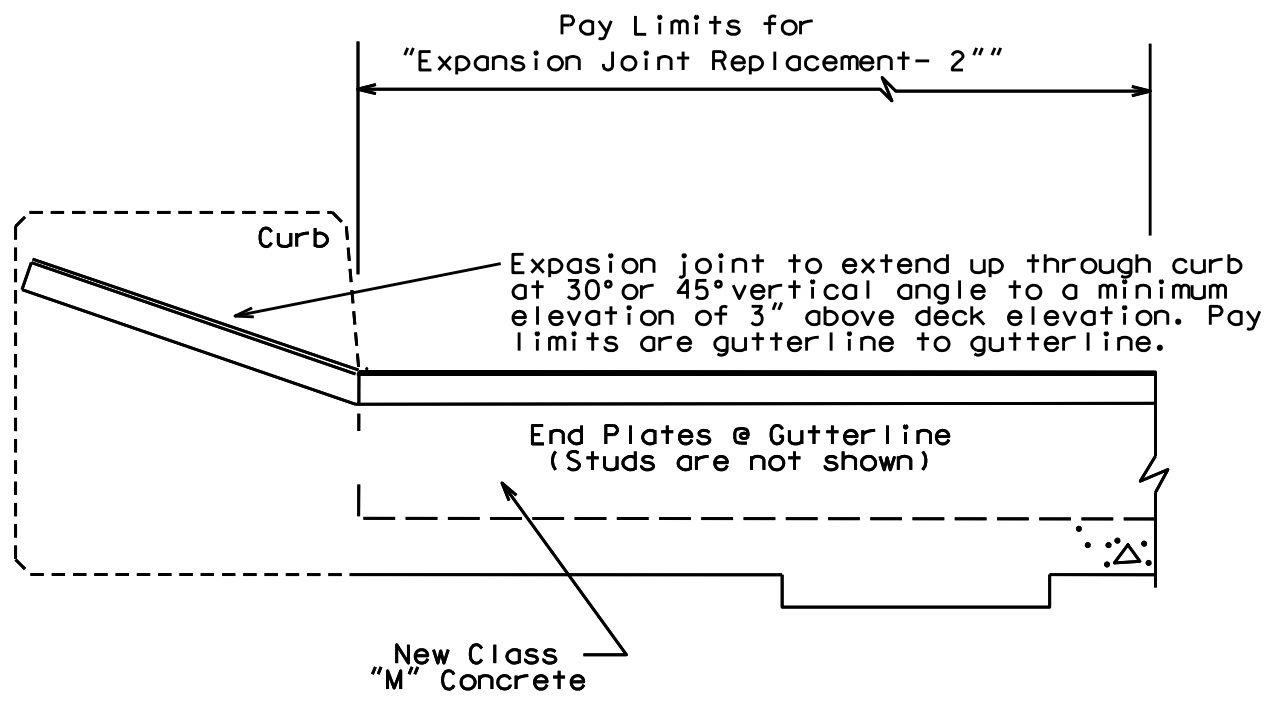 Pay Limits for
"Expansion Joint Replacement- 2""
Curb
Expasion joint to extend up through curb
at 30° or 45° vertical angle to a minimum
elevation of 3" above deck elevation. Pay
limits are gutterline to gutterline.
End Plates @ Gutterline
(Studs are not shown)
New Class
"M" Concrete